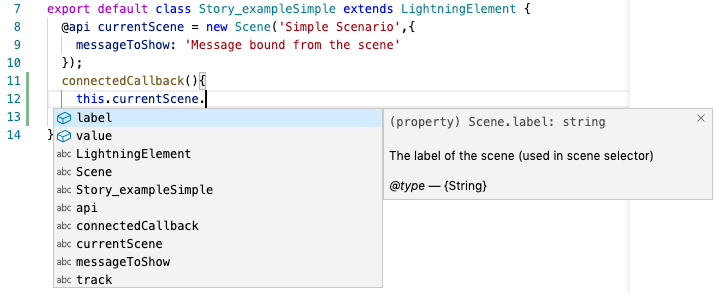 7 export default class Story_exampleSimple extends LightningElement {
8 @api currentScene = new Scene('Simple Scenario',{
9 messageToShow: 'Message bound from the scene'
10 });
11 connectedCallback(){
12 this.currentScene.
13
14 }
label
value
abc LightningElement
abc Scene
abc Story_exampleSimple
abc api
abc connectedCallback
abc currentScene
abc messageToShow
abc track
(property) Scene.label: string
The label of the scene (used in scene selector)
@type — {String}